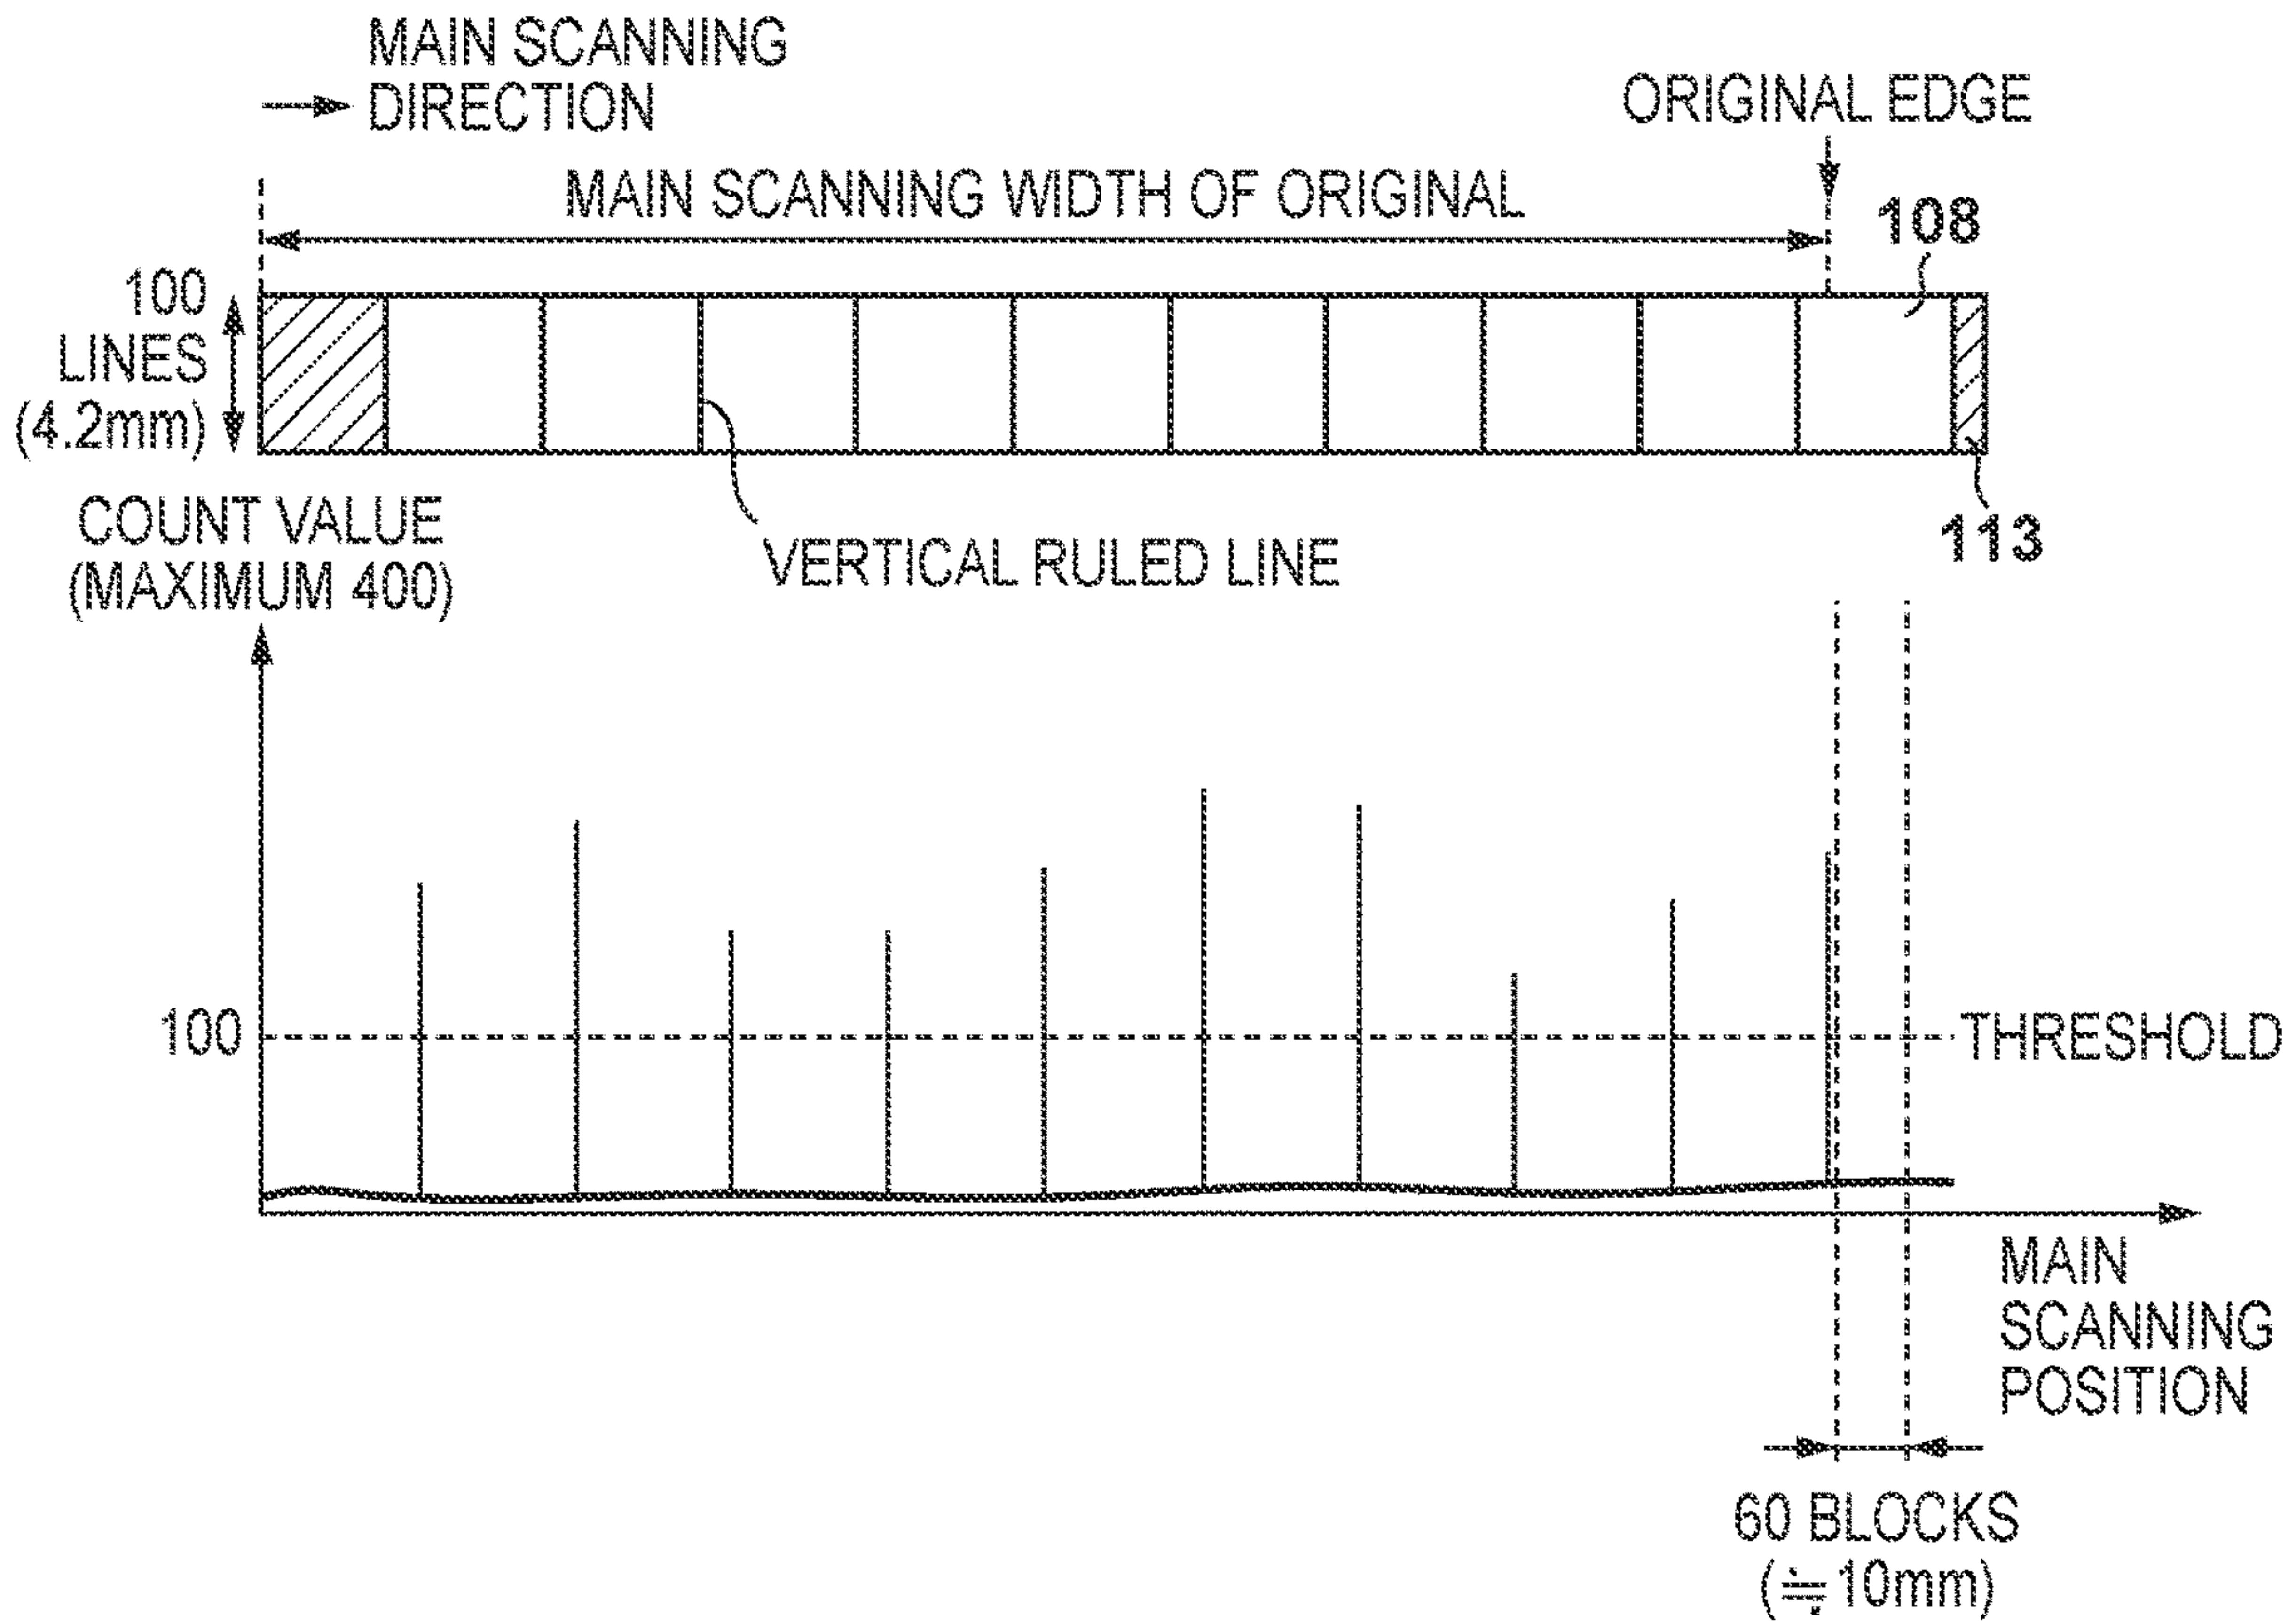 MAIN SCANNING
DIRECTION
ORIGINAL EDGE
MAIN SCANNING WIDTH OF ORIGINAL
108
100
LINES
(4.2mm)
113
COUNT VALUE
(MAXIMUM 400)
VERTICAL RULED LINE
100
THRESHOLD
MAIN
SCANNING
POSITION
60 BLOCKS
(≒10mm)